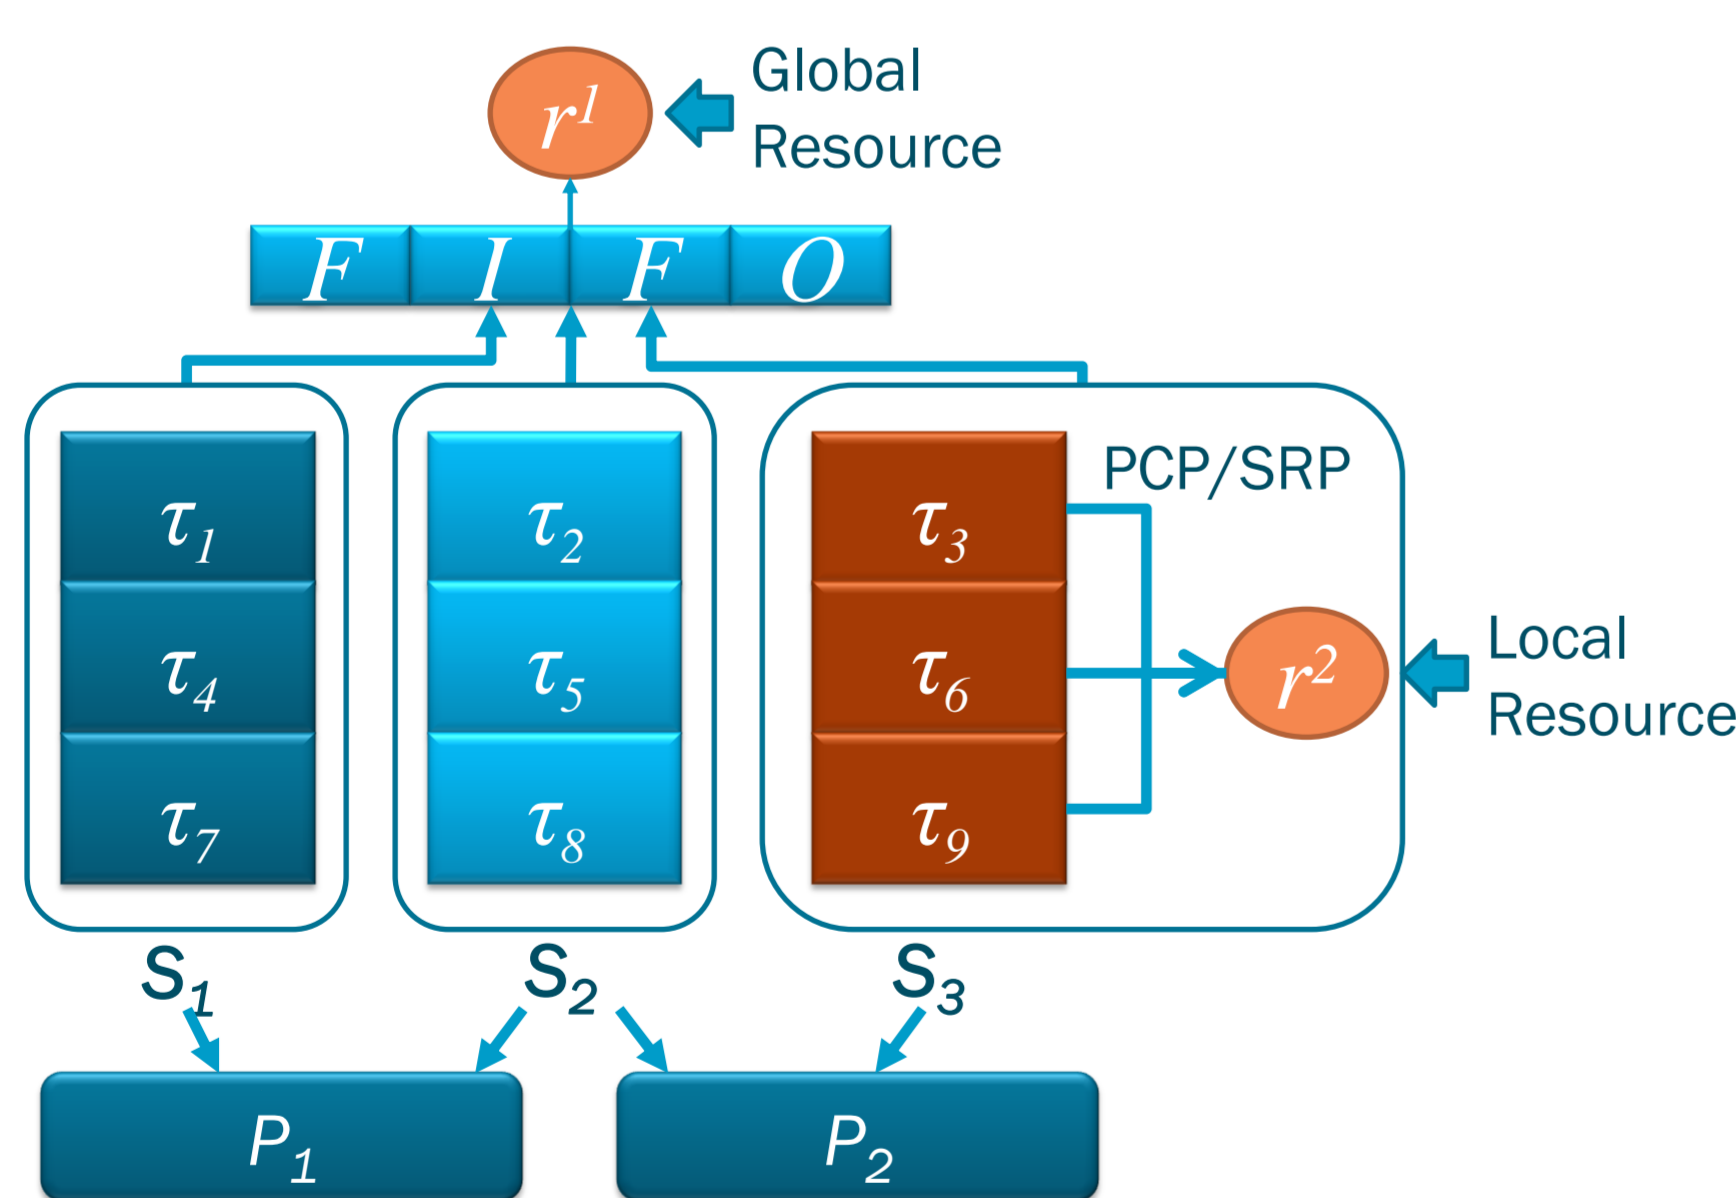 Global
Resource
r¹
F I F O
PCP/SRP
τ₁ τ₂ τ₃
τ₄ τ₅ τ₆
τ₇ τ₈ τ₉
r²
Local
Resource
S₁ S₂ S₃
P₁ P₂